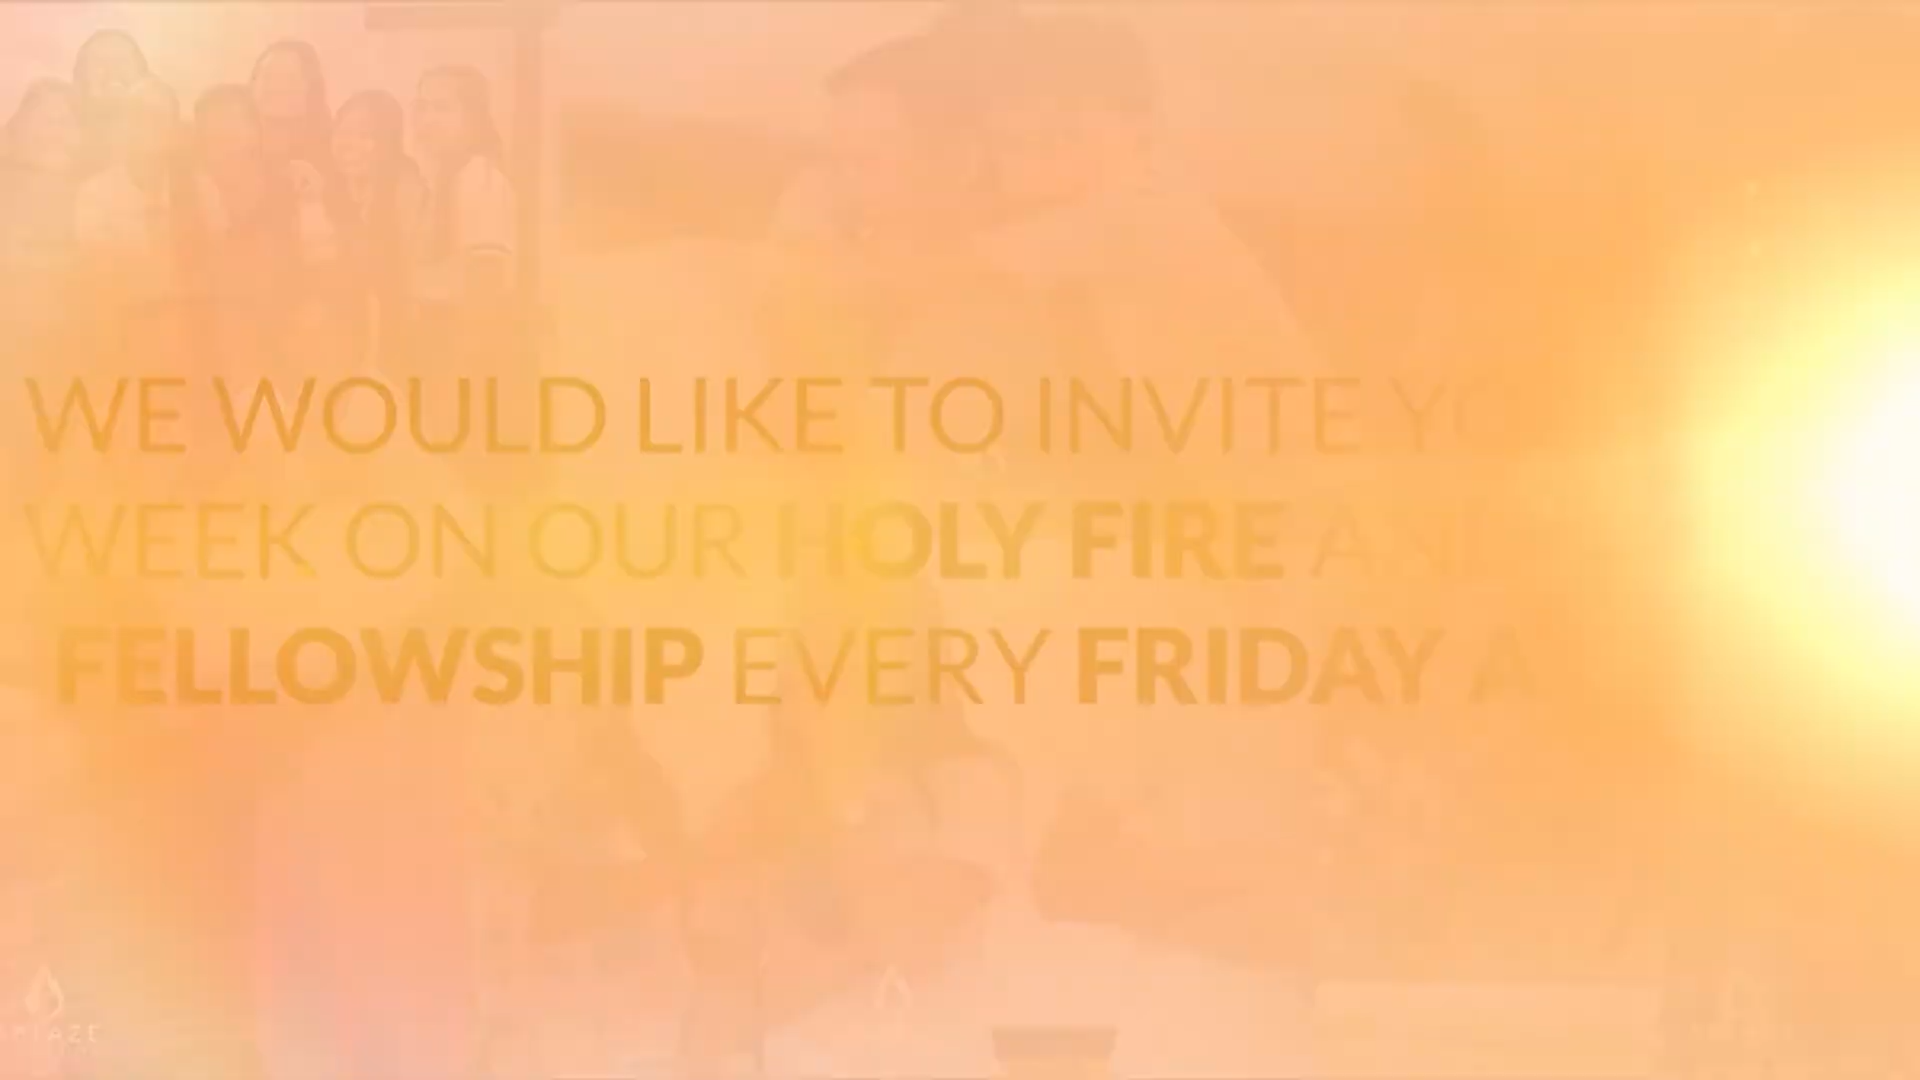 WE WOULD LIKE TO INVITE
WEEK ON OUR HOLY FIRE
FELLOWSHIP EVERY FRIDAY